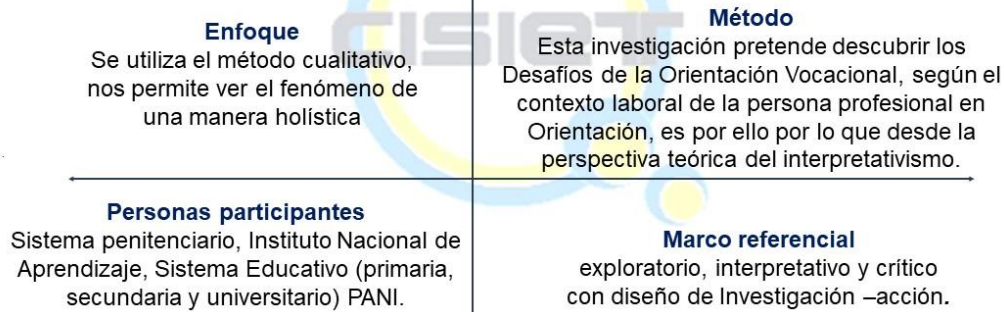 CISIET
Enfoque
Se utiliza el método cualitativo,
nos permite ver el fenómeno de
una manera holística
Método
Esta investigación pretende descubrir los
Desafíos de la Orientación Vocacional, según el
contexto laboral de la persona profesional en
Orientación, es por ello por lo que desde la
perspectiva teórica del interpretativismo.
Personas participantes
Sistema penitenciario, Instituto Nacional de
Aprendizaje, Sistema Educativo (primaria,
secundaria y universitario) PANI.
Marco referencial
exploratorio, interpretativo y crítico
con diseño de Investigación –acción.